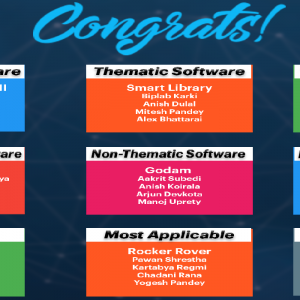 Congrats!
Thematic Software
Smart Library
Biplab Karki
Anish Dulal
Mitesh Pandey
Alex Bhattarai
Non-Thematic Software
Godam
Aakrit Subedi
Anish Koirala
Arjun Devkota
Manoj Uprety
Most Applicable
Rocker Rover
Pawan Shrestha
Kartabya Regmi
Chadani Rana
Yogesh Pandey